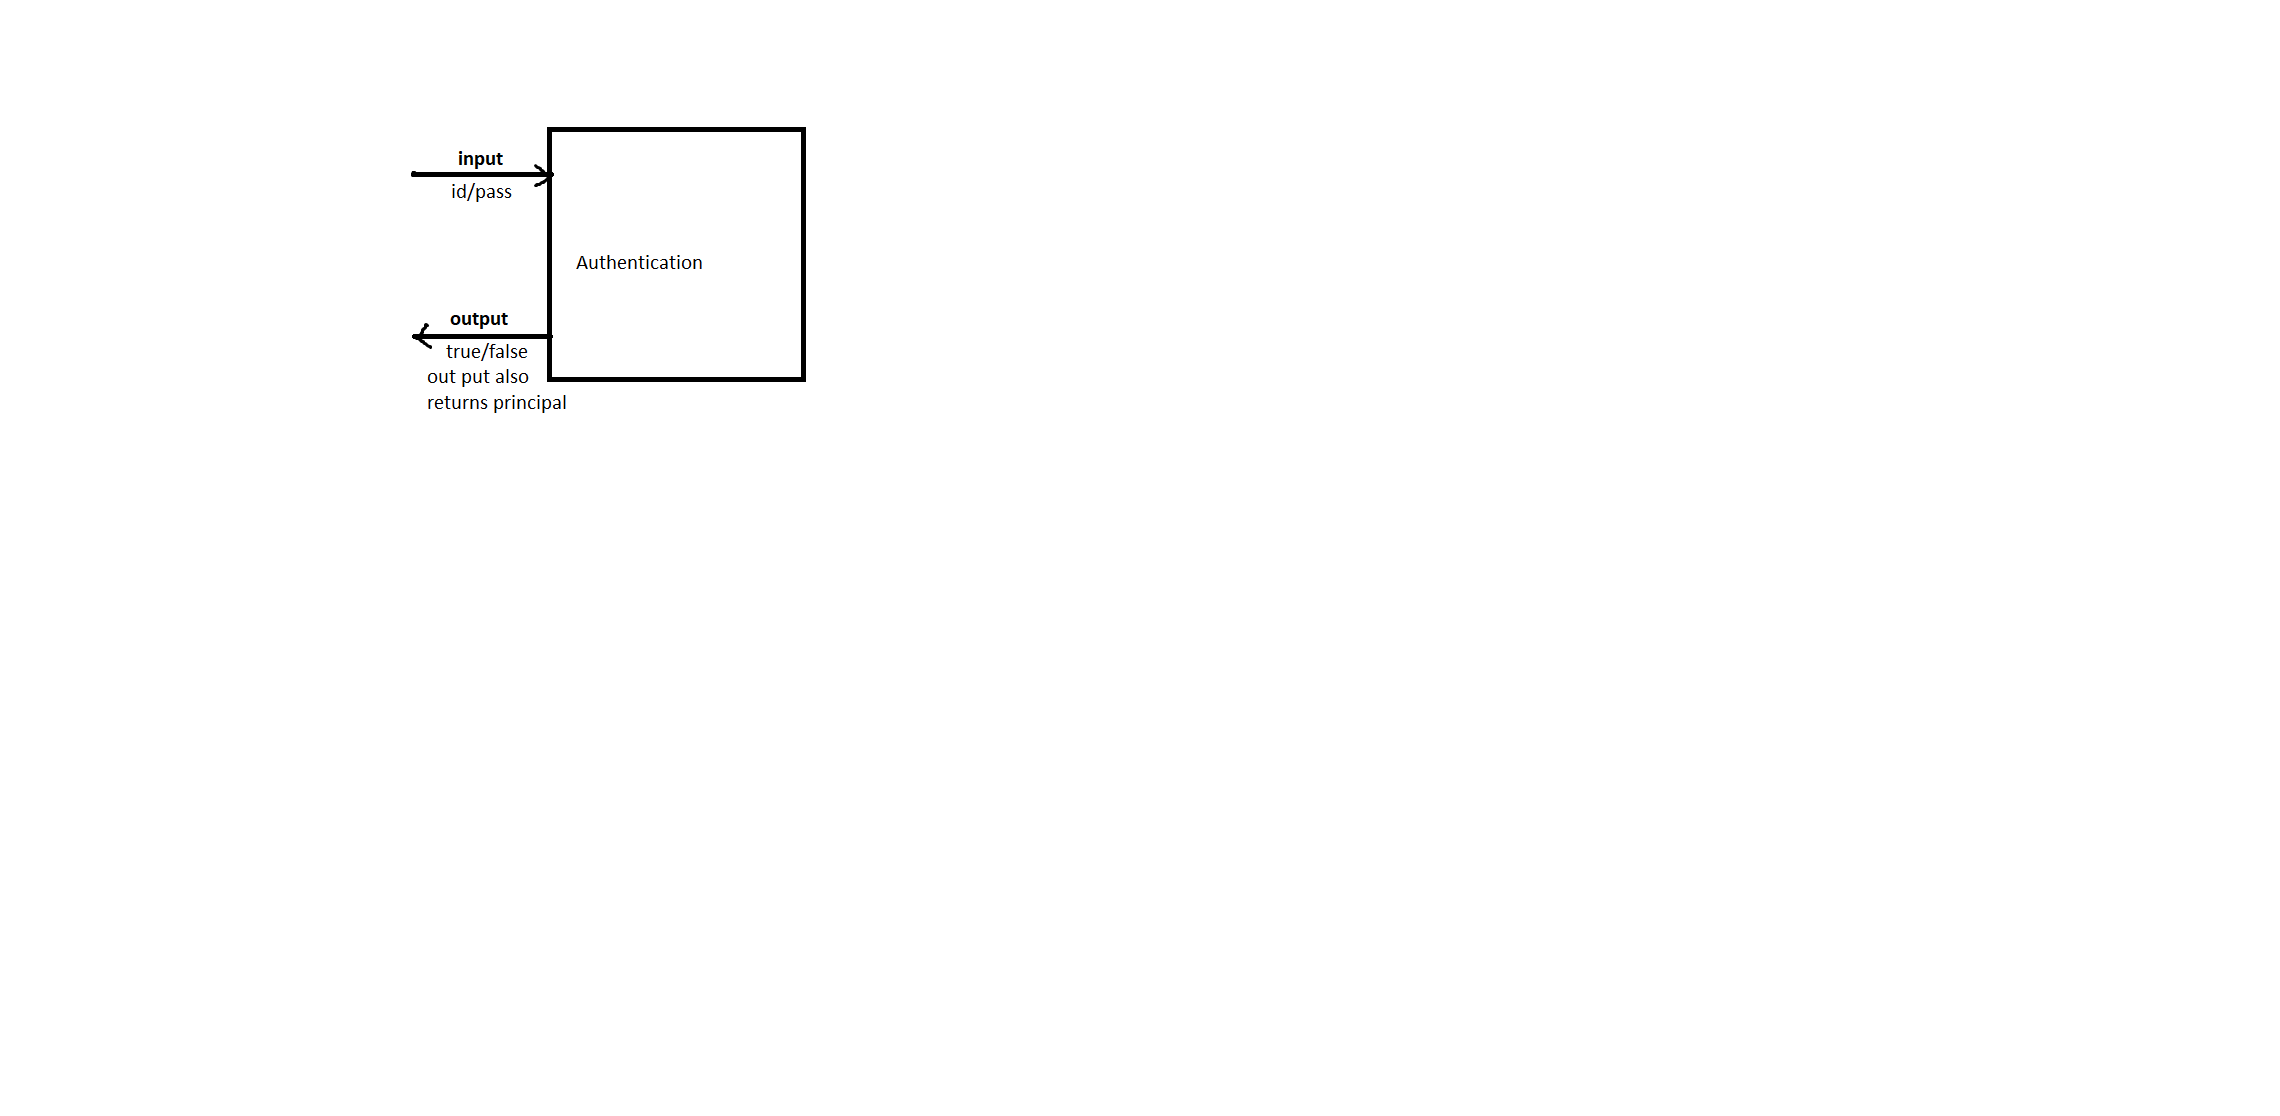 input
id/pass
Authentication
output
true/false
out put also
returns principal